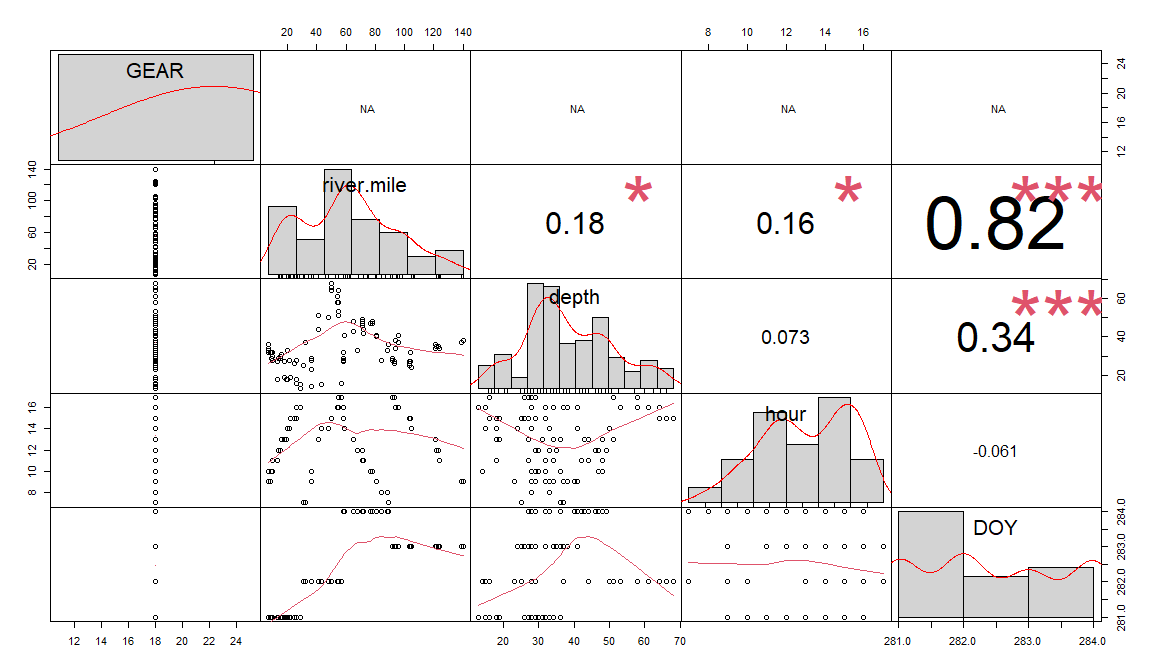 20 40 60 80 100 120 140 8 10 12 14 16
GEAR NA NA NA NA 12 16 20 24
20 60 100 140 river.mile 0.18 * 0.16 * 0.82 ***
depth 0.073 0.34 *** 20 40 60
8 10 12 14 16 hour -0.061
DOY 281.0 282.0 283.0 284.0
12 14 16 18 20 22 24 20 30 40 50 60 70 281.0 282.0 283.0 284.0